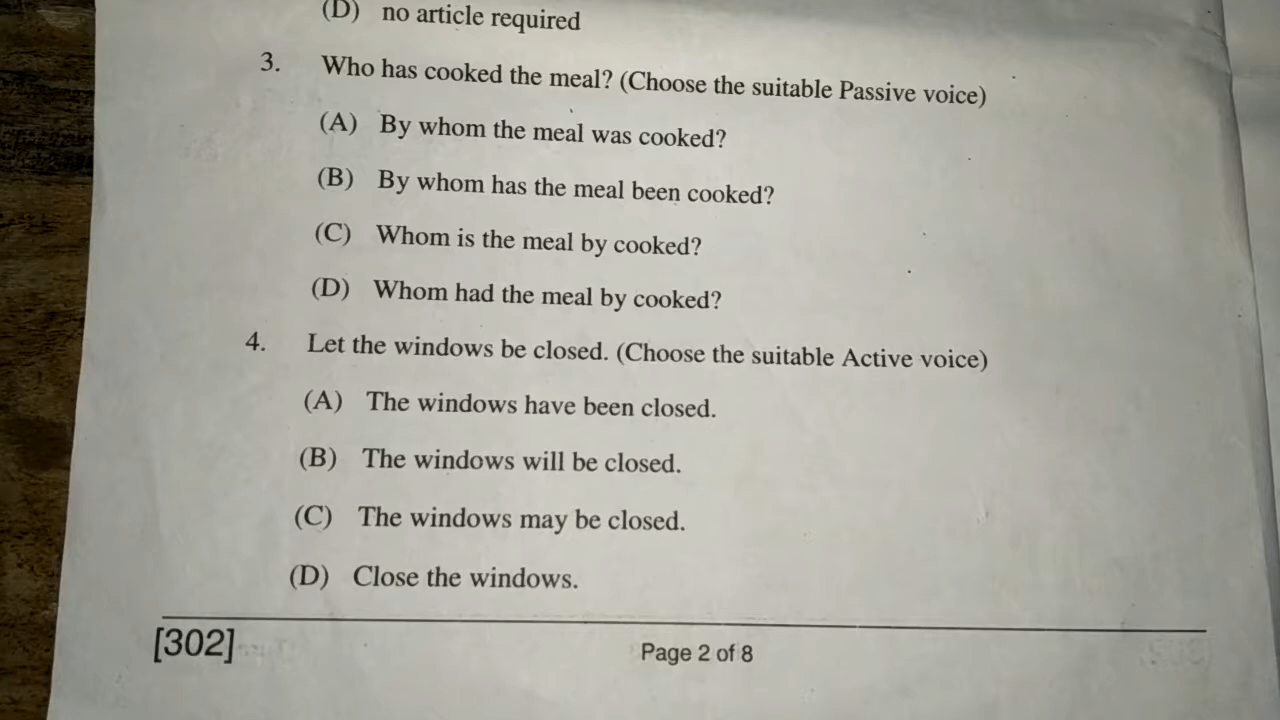 (D) no article required
3. Who has cooked the meal? (Choose the suitable Passive voice)
(A) By whom the meal was cooked?
(B) By whom has the meal been cooked?
(C) Whom is the meal by cooked?
(D) Whom had the meal by cooked?
4. Let the windows be closed. (Choose the suitable Active voice)
(A) The windows have been closed.
(B) The windows will be closed.
(C) The windows may be closed.
(D) Close the windows.
[302]
Page 2 of 8